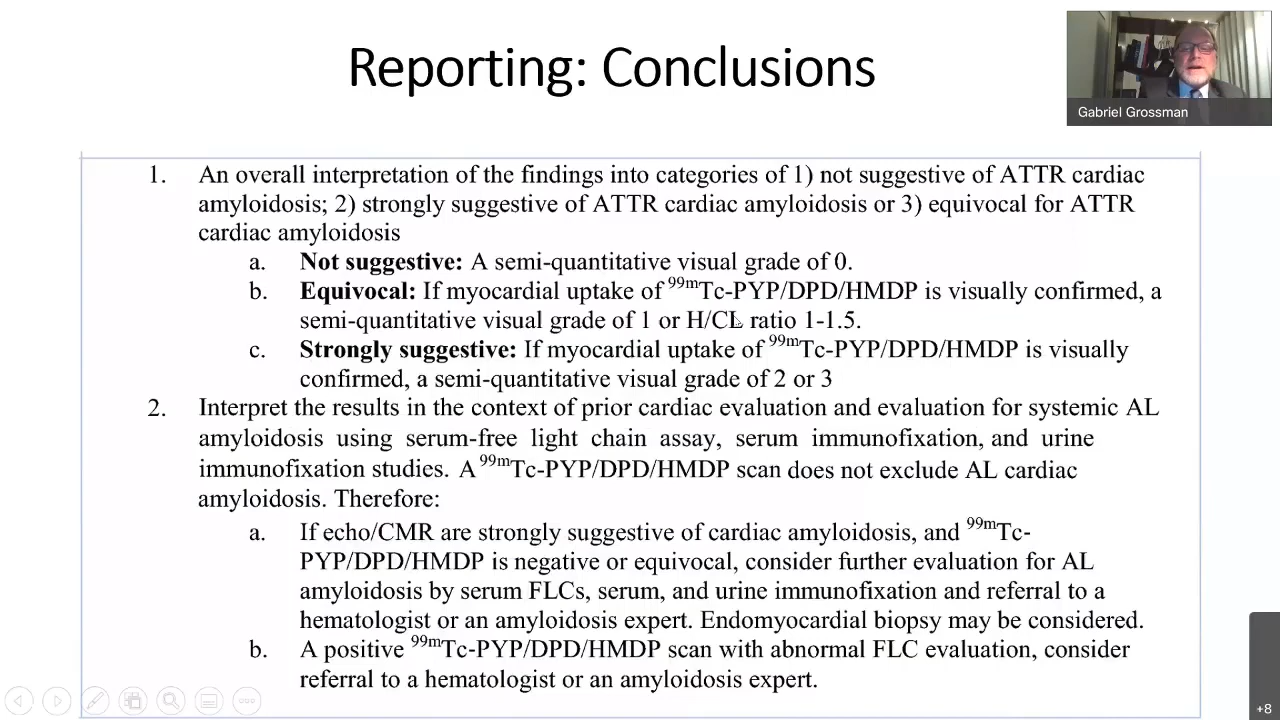 Reporting: Conclusions
Gabriel Grossman
1. An overall interpretation of the findings into categories of 1) not suggestive of ATTR cardiac
amyloidosis; 2) strongly suggestive of ATTR cardiac amyloidosis or 3) equivocal for ATTR
cardiac amyloidosis
a. Not suggestive: A semi-quantitative visual grade of 0.
b. Equivocal: If myocardial uptake of 99mTc-PYP/DPD/HMDP is visually confirmed, a
semi-quantitative visual grade of 1 or H/CL ratio 1-1.5.
c. Strongly suggestive: If myocardial uptake of 99mTc-PYP/DPD/HMDP is visually
confirmed, a semi-quantitative visual grade of 2 or 3
2. Interpret the results in the context of prior cardiac evaluation and evaluation for systemic AL
amyloidosis using serum-free light chain assay, serum immunofixation, and urine
immunofixation studies. A 99mTc-PYP/DPD/HMDP scan does not exclude AL cardiac
amyloidosis. Therefore:
a. If echo/CMR are strongly suggestive of cardiac amyloidosis, and 99mTc-
PYP/DPD/HMDP is negative or equivocal, consider further evaluation for AL
amyloidosis by serum FLCs, serum, and urine immunofixation and referral to a
hematologist or an amyloidosis expert. Endomyocardial biopsy may be considered.
b. A positive 99mTc-PYP/DPD/HMDP scan with abnormal FLC evaluation, consider
referral to a hematologist or an amyloidosis expert.
+8